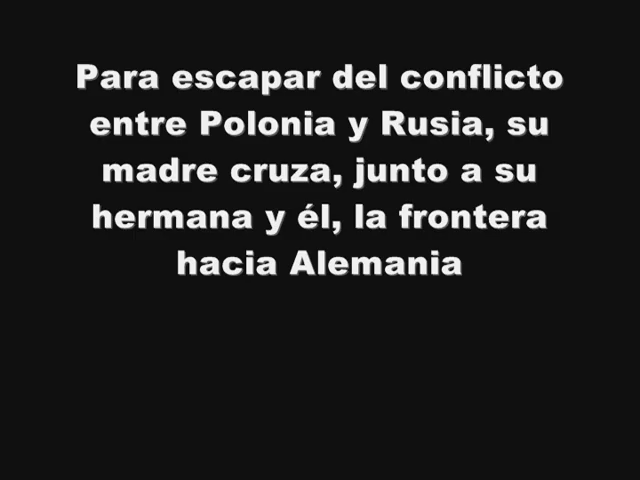 Para escapar del conflicto
entre Polonia y Rusia, su
madre cruza, junto a su
hermana y él, la frontera
hacia Alemania